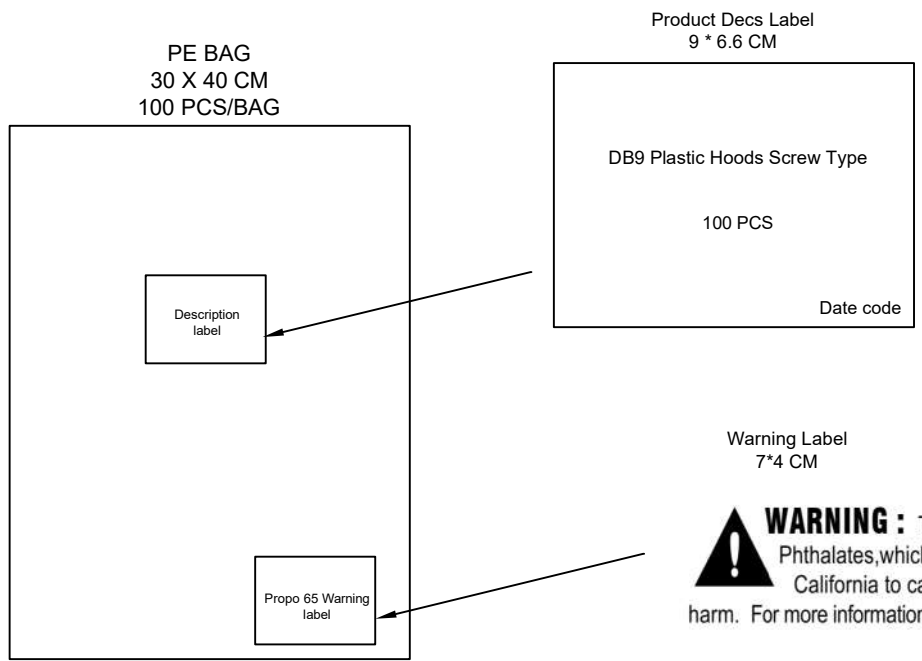 PE BAG
30 X 40 CM
100 PCS/BAG
Description
label
Propo 65 Warning
label
Product Decs Label
9 * 6.6 CM
DB9 Plastic Hoods Screw Type
100 PCS
Date code
Warning Label
7*4 CM
WARNING :
Phthalates,which
California to
harm. For more information